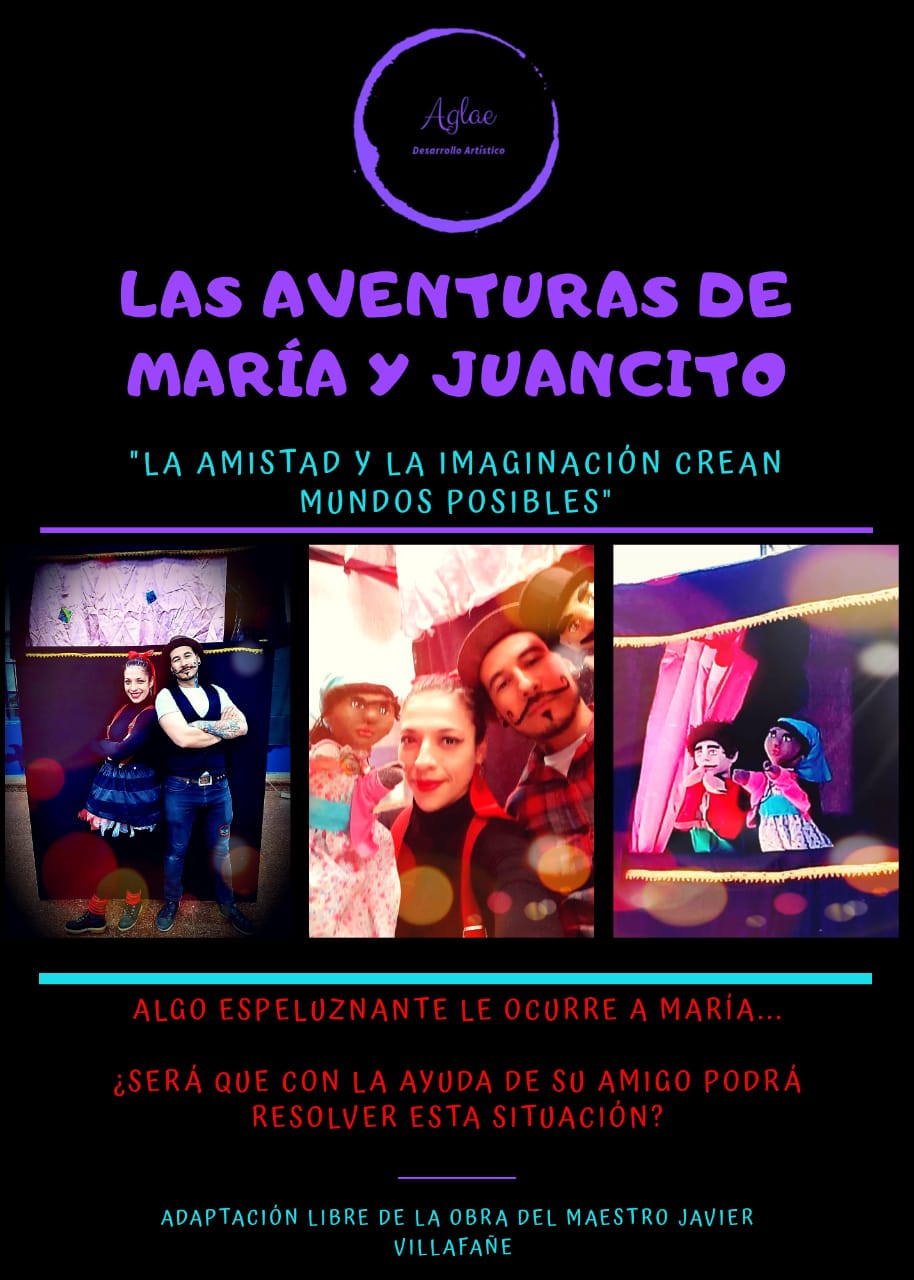 Aglae
Desarrollo Artístico
LAS AVENTURAS DE
MARÍA Y JUANCITO
"LA AMISTAD Y LA IMAGINACIÓN CREAN
MUNDOS POSIBLES"
ALGO ESPELUZNANTE LE OCURRE A MARÍA...
¿SERÁ QUE CON LA AYUDA DE SU AMIGO PODRÁ
RESOLVER ESTA SITUACIÓN?
ADAPTACIÓN LIBRE DE LA OBRA DEL MAESTRO JAVIER
VILLAFAÑE